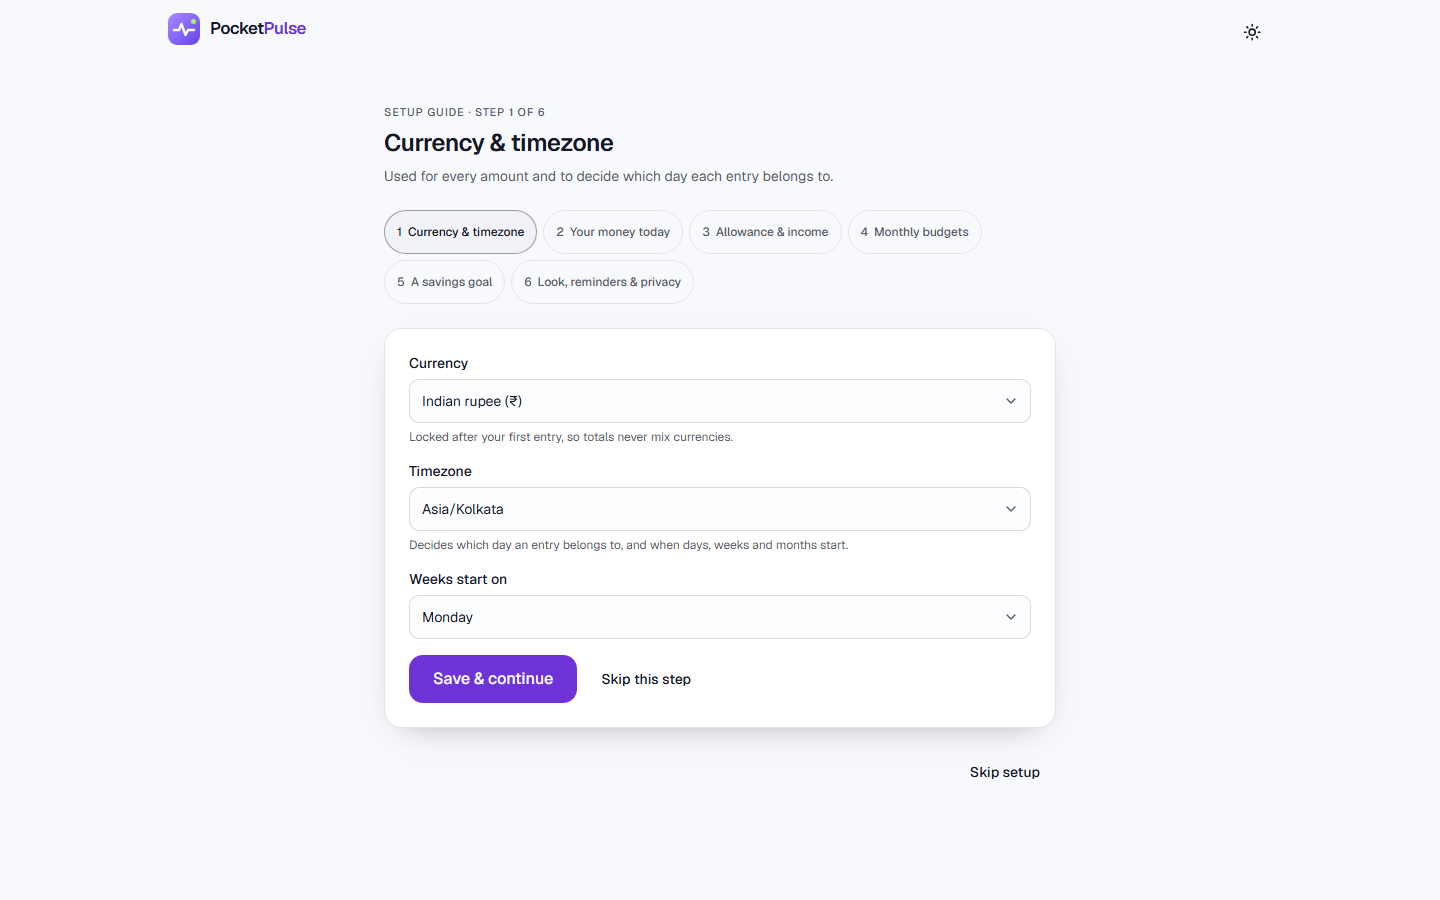 PocketPulse
SETUP GUIDE · STEP 1 OF 6
Currency & timezone
Used for every amount and to decide which day each entry belongs to.
1 Currency & timezone
2 Your money today
3 Allowance & income
4 Monthly budgets
5 A savings goal
6 Look, reminders & privacy
Currency
Indian rupee (₹)
Locked after your first entry, so totals never mix currencies.
Timezone
Asia/Kolkata
Decides which day an entry belongs to, and when days, weeks and months start.
Weeks start on
Monday
Save & continue
Skip this step
Skip setup